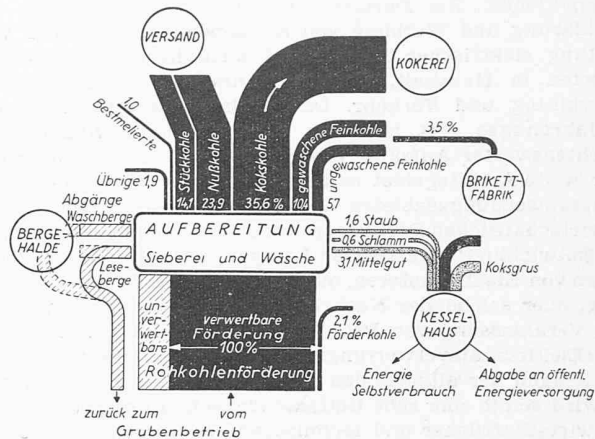 VERSAND
KOKEREI
1,0
Bestmelierte
Übrige 1,9
Stückkohle
14,1
Nußkohle
23,9
Kokskohle
35,6 %
gewaschene Feinkohle
10,4
ungewaschene Feinkohle
5,7
3,5 %
BRIKETT-
FABRIK
Abgänge
Waschberge
BERGE-
HALDE
Lese-
berge
AUFBEREITUNG
Sieberei und Wäsche
1,6 Staub
0,6 Schlamm
3,1 Mittelgut
Koksgrus
KESSEL-
HAUS
un-
ver-
wert-
bare
verwertbare
Förderung
100%
2,1 %
Förderkohle
Rohkohlenförderung
Energie
Selbstverbrauch
Abgabe an öffentl.
Energieversorgung
zurück zum
vom
Grubenbetrieb